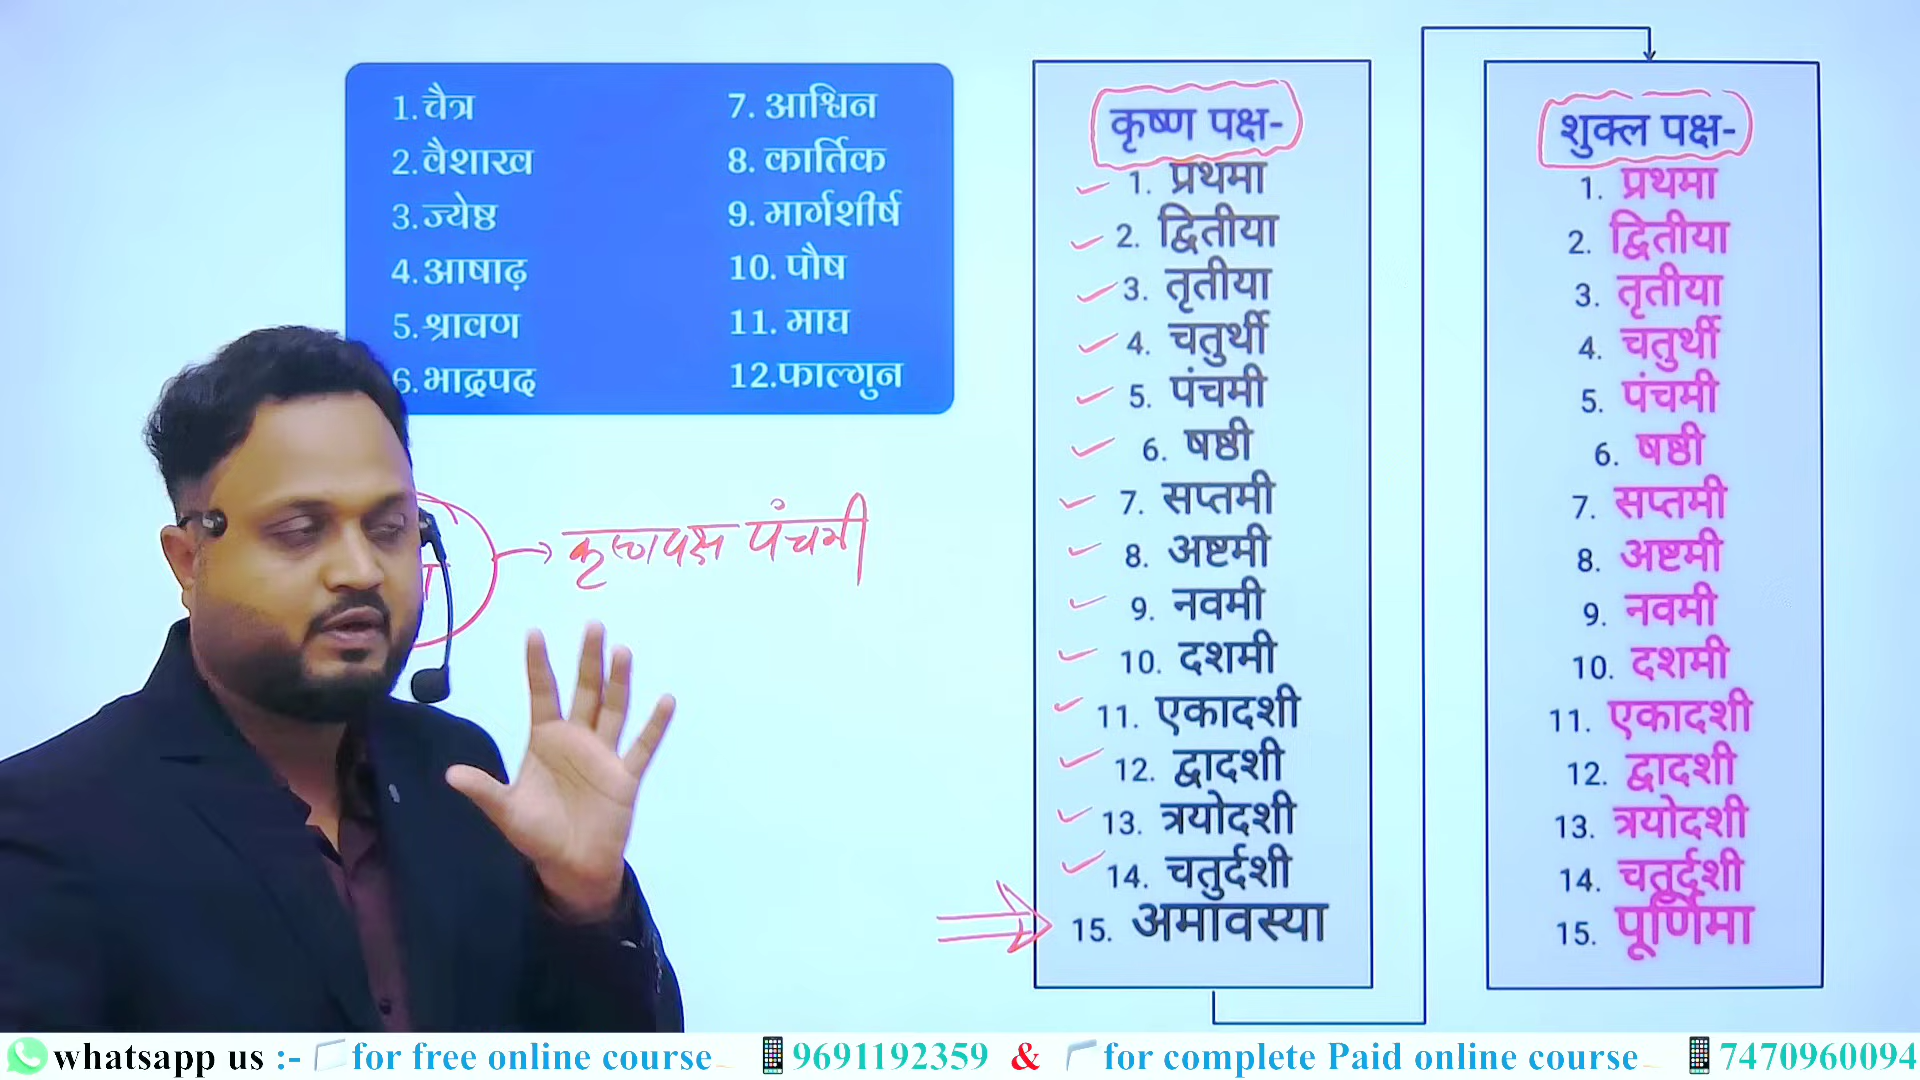 1. चैत्र
2. वैशाख
3. ज्येष्ठ
4. आषाढ़
5. श्रावण
6. भाद्रपद
7. आश्विन
8. कार्तिक
9. मार्गशीर्ष
10. पौष
11. माघ
12. फाल्गुन
कृष्णपक्ष पंचमी
कृष्ण पक्ष-
1. प्रथमा
2. द्वितीया
3. तृतीया
4. चतुर्थी
5. पंचमी
6. षष्ठी
7. सप्तमी
8. अष्टमी
9. नवमी
10. दशमी
11. एकादशी
12. द्वादशी
13. त्रयोदशी
14. चतुर्दशी
15. अमावस्या
शुक्ल पक्ष-
1. प्रथमा
2. द्वितीया
3. तृतीया
4. चतुर्थी
5. पंचमी
6. षष्ठी
7. सप्तमी
8. अष्टमी
9. नवमी
10. दशमी
11. एकादशी
12. द्वादशी
13. त्रयोदशी
14. चतुर्दशी
15. पूर्णिमा
whatsapp us :- for free online course 9691192359 & for complete Paid online course 7470960094